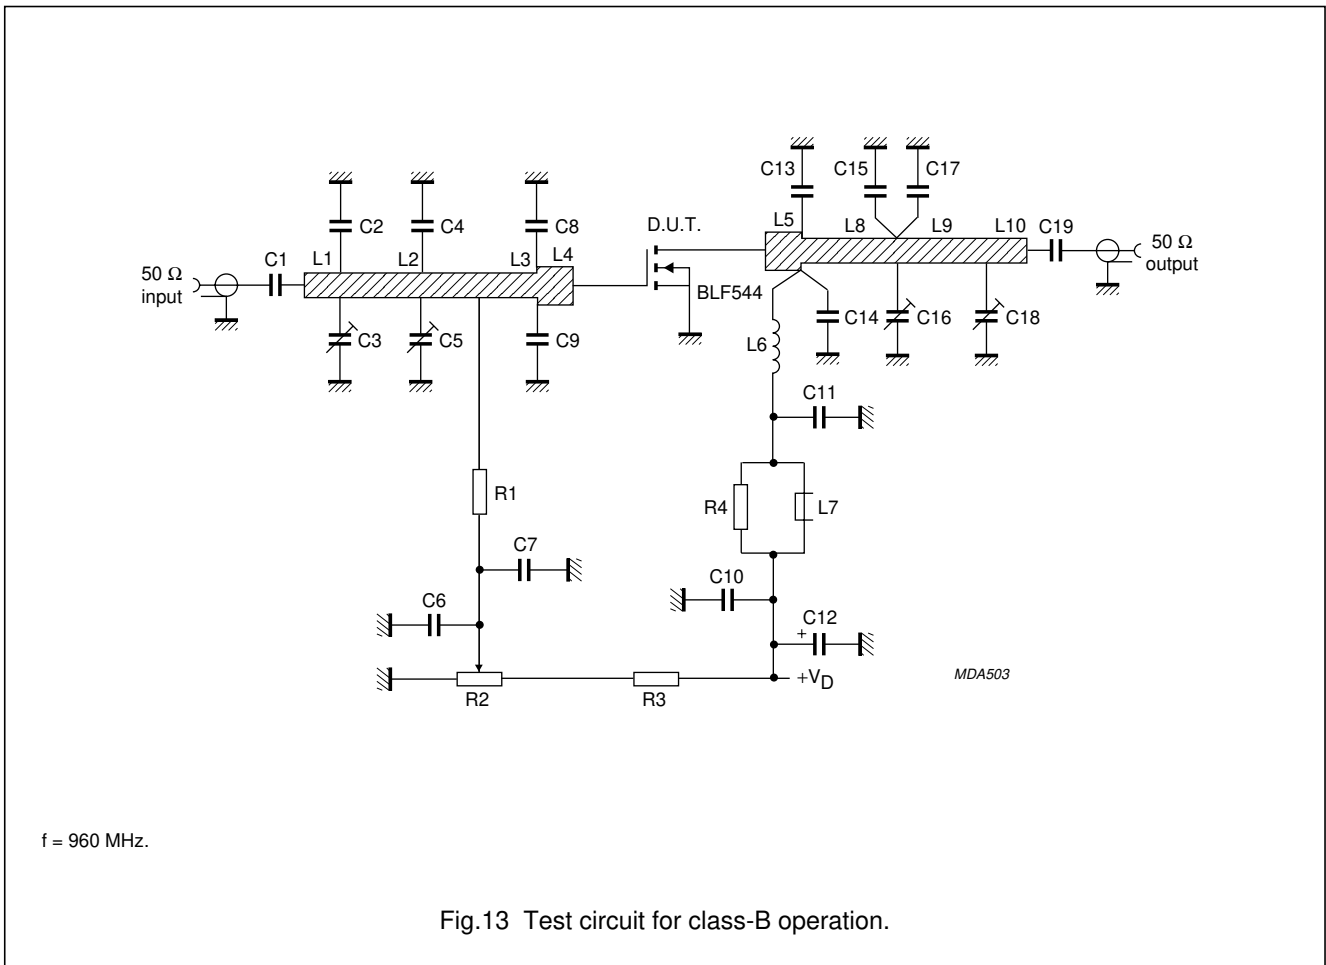 C13
C15
C17
C2
C4
C8
D.U.T.
L5
L8
L9
L10
C19
50 Ω
input
C1
L1
L2
L3
L4
50 Ω
output
BLF544
C3
C5
C9
L6
C14
C16
C18
C11
R1
R4
L7
C7
C10
C6
C12
+
R2
R3
+VD
MDA503
f = 960 MHz.
Fig.13 Test circuit for class-B operation.